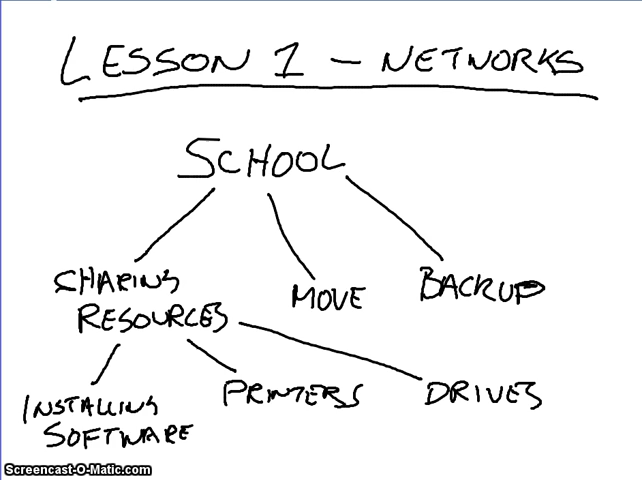 LESSON 1 - NETWORKS
SCHOOL
SHARING
RESOURCES
MOVE
BACKUP
INSTALLING
SOFTWARE
PRINTERS
DRIVES
Screencast-O-Matic.com